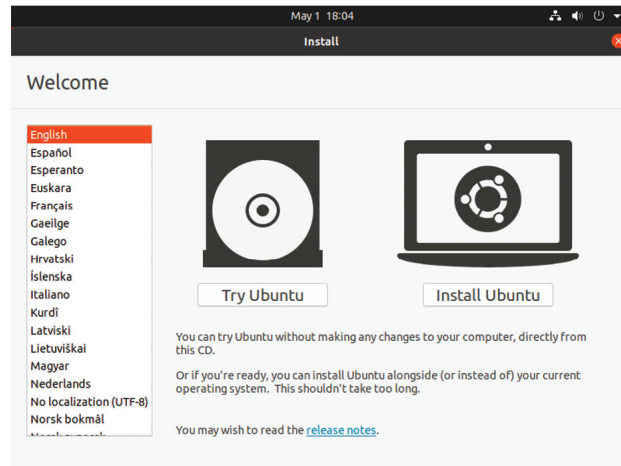 May 1 18:04
Install
Welcome
English
Español
Esperanto
Euskara
Français
Gaeilge
Galego
Hrvatski
Íslenska
Italiano
Kurdî
Latviski
Lietuviškai
Magyar
Nederlands
No localization (UTF-8)
Norsk bokmål
Try Ubuntu
Install Ubuntu
You can try Ubuntu without making any changes to your computer, directly from
this CD.
Or if you're ready, you can install Ubuntu alongside (or instead of) your current
operating system. This shouldn't take too long.
You may wish to read the release notes.